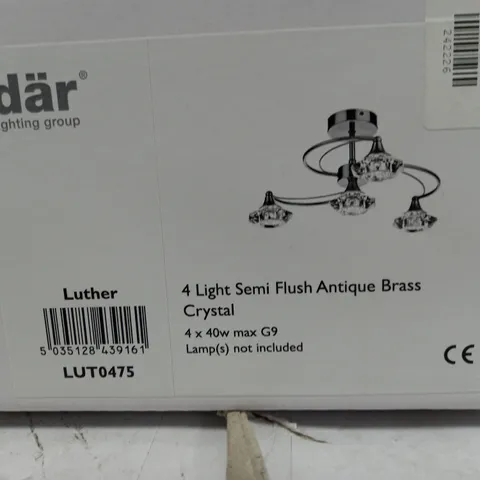 där®
ghting group
242226
Luther
5 035128 439161
LUT0475
4 Light Semi Flush Antique Brass
Crystal
4 x 40w max G9
Lamp(s) not included
CE